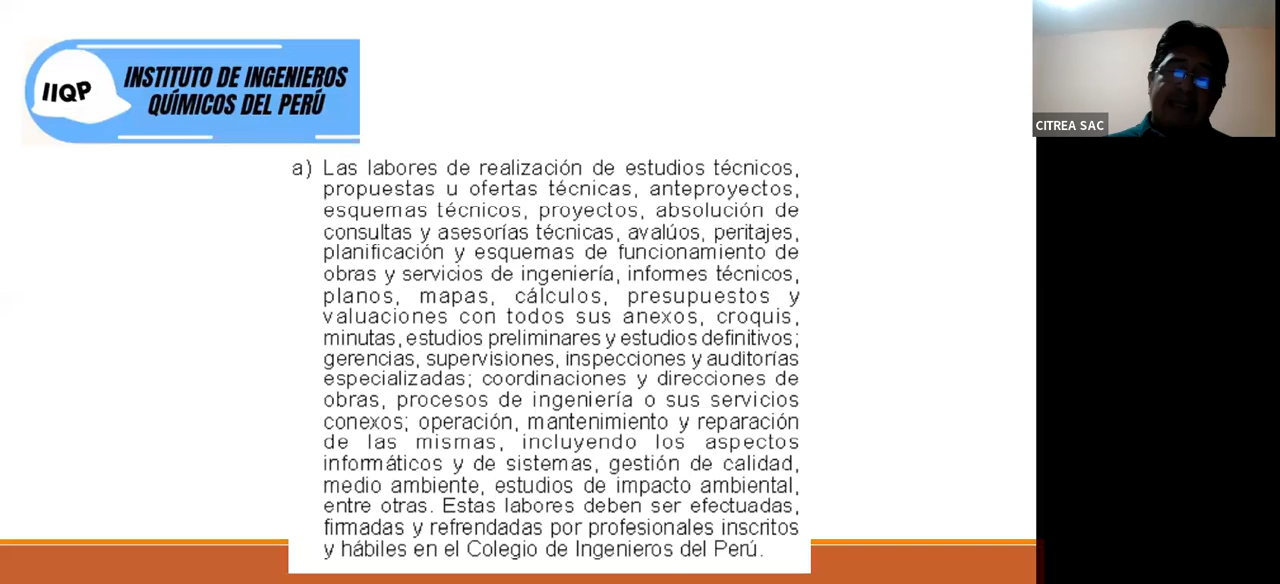 IIQP
INSTITUTO DE INGENIEROS
QUÍMICOS DEL PERÚ
CITREA SAC
a) Las labores de realización de estudios técnicos,
propuestas u ofertas técnicas, anteproyectos,
esquemas técnicos, proyectos, absolución de
consultas y asesorías técnicas, avalúos, peritajes,
planificación y esquemas de funcionamiento de
obras y servicios de ingeniería, informes técnicos,
planos, mapas, cálculos, presupuestos y
valuaciones con todos sus anexos, croquis,
minutas, estudios preliminares y estudios definitivos;
gerencias, supervisiones, inspecciones y auditorías
especializadas; coordinaciones y direcciones de
obras, procesos de ingeniería o sus servicios
conexos; operación, mantenimiento y reparación
de las mismas, incluyendo los aspectos
informáticos y de sistemas, gestión de calidad,
medio ambiente, estudios de impacto ambiental,
entre otras. Estas labores deben ser efectuadas,
firmadas y refrendadas por profesionales inscritos
y hábiles en el Colegio de Ingenieros del Perú.